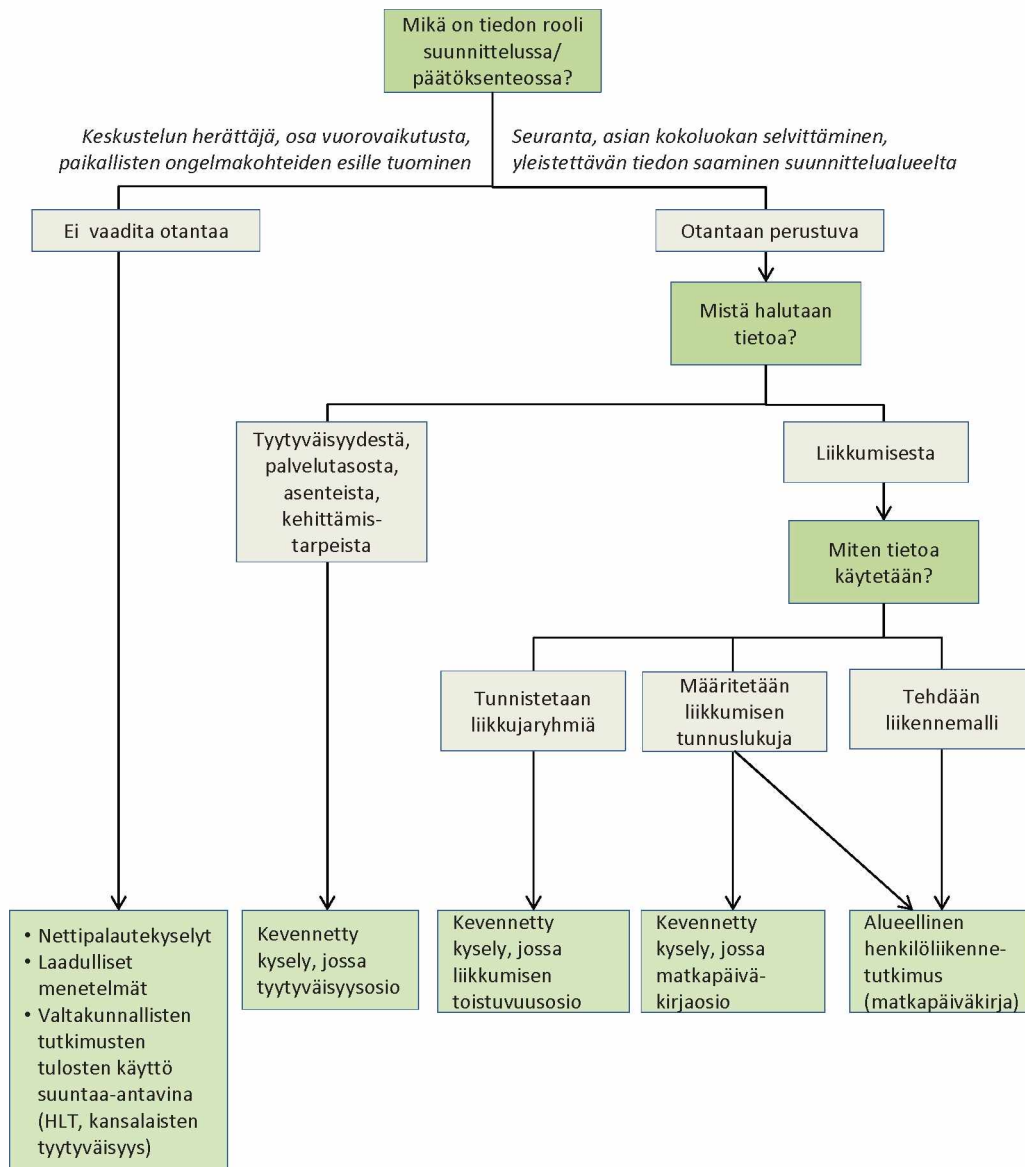 Mikä on tiedon rooli
suunnittelussa/
päätöksenteossa?
Keskustelun herättäjä, osa vuorovaikutusta,
paikallisten ongelmakohteiden esille tuominen
Seuranta, asian kokoluokan selvittäminen,
yleistettävän tiedon saaminen suunnittelualueelta
Ei vaadita otantaa
Otantaan perustuva
Mistä halutaan
tietoa?
Tyytyväisyydestä,
palvelutasosta,
asenteista,
kehittämis-
tarpeista
Liikkumisesta
Miten tietoa
käytetään?
Tunnistetaan
liikkujaryhmiä
Määritetään
liikkumisen
tunnuslukuja
Tehdään
liikennemalli
• Nettipalautekyselyt
• Laadulliset
menetelmät
• Valtakunnallisten
tutkimusten
tulosten käyttö
suuntaa-antavina
(HLT, kansalaisten
tyytyväisyys)
Kevennetty
kysely, jossa
tyytyväisyysosio
Kevennetty
kysely, jossa
liikkumisen
toistuvuusosio
Kevennetty
kysely, jossa
matkapäivä-
kirjaosio
Alueellinen
henkilöliikenne-
tutkimus
(matkapäiväkirja)